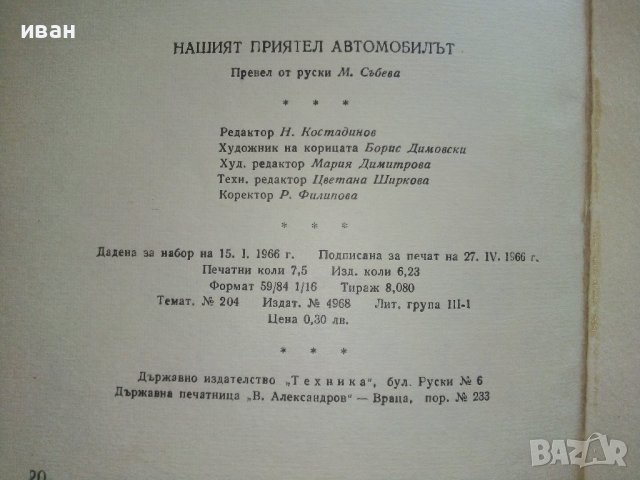 иван
НАШИЯТ ПРИЯТЕЛ АВТОМОБИЛЪТ
Превел от руски М. Събева
* * *
Редактор Н. Костадинов
Художник на корицата Борис Димовски
Худ. редактор Мария Димитрова
Техн. редактор Цветана Ширкова
Коректор Р. Филипова
* * *
Дадена за набор на 15. I. 1966 г. Подписана за печат на 27. IV. 1966 г.
Печатни коли 7,5 Изд. коли 6,23
Формат 59/84 1/16 Тираж 8,080
Темат. № 204 Издат. № 4968 Лит. група III-1
Цена 0,30 лв.
* * *
Държавно издателство „Техника", бул. Руски № 6
Държавна печатница „В. Александров" — Враца, пор. № 233
20
BAZAR